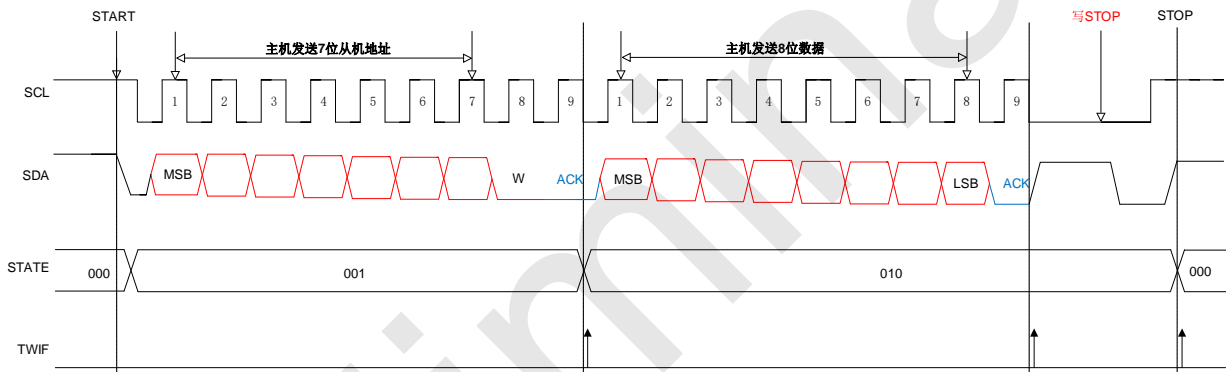 START
写STOP
STOP
主机发送7位从机地址
主机发送8位数据
SCL
1 2 3 4 5 6 7 8 9 1 2 3 4 5 6 7 8 9
SDA
MSB W ACK MSB LSB ACK
STATE
000 001 010 000
TWIF